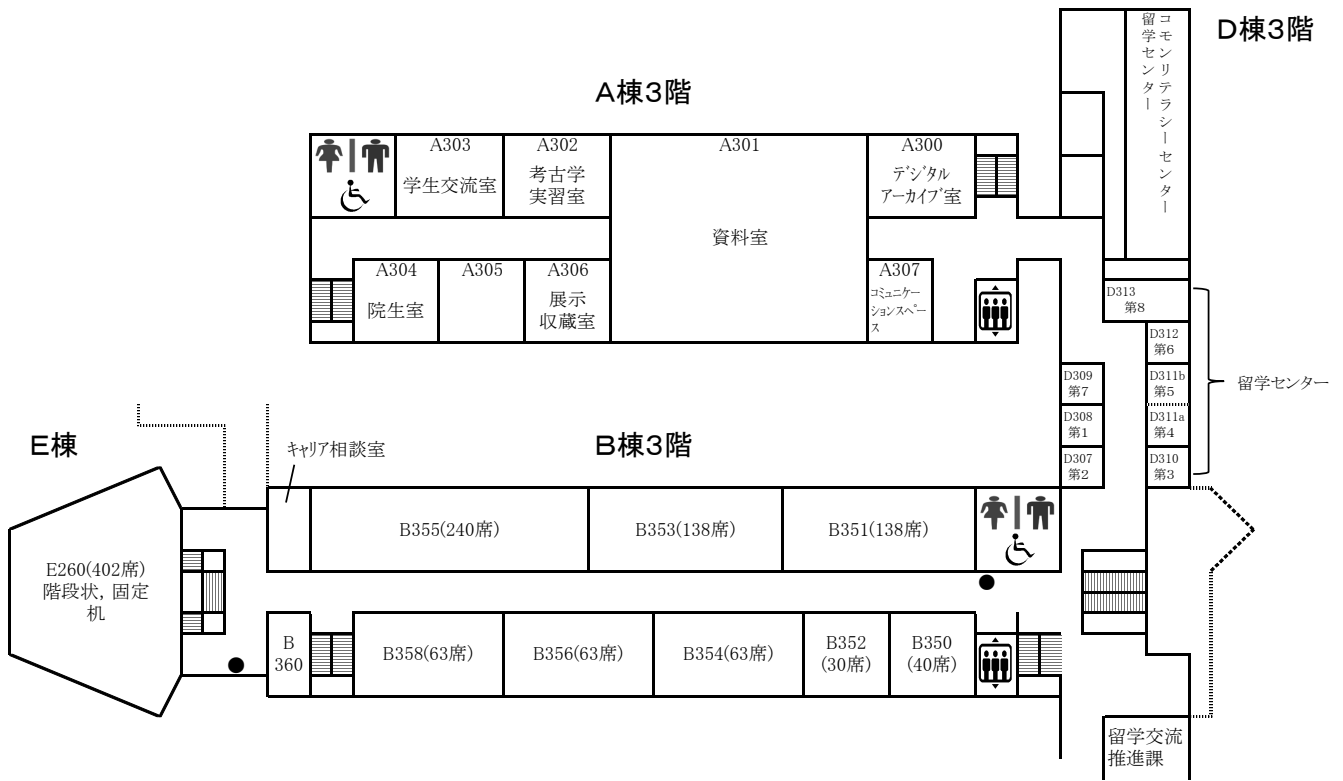 D棟3階
コモンリテラシーセンター
留学センター
A棟3階
A303
学生交流室
A302
考古学
実習室
A301
資料室
A300
デジタル
アーカイブ室
A304
院生室
A305
A306
展示
収蔵室
A307
コミュニケー
ションスペー
ス
D313
第8
D312
第6
D309
第7
D311b
第5
D308
第1
D311a
第4
D307
第2
D310
第3
留学センター
E棟
キャリア相談室
B棟3階
B355(240席)
B353(138席)
B351(138席)
E260(402席)
階段状, 固定
机
B
360
B358(63席)
B356(63席)
B354(63席)
B352
(30席)
B350
(40席)
留学交流
推進課